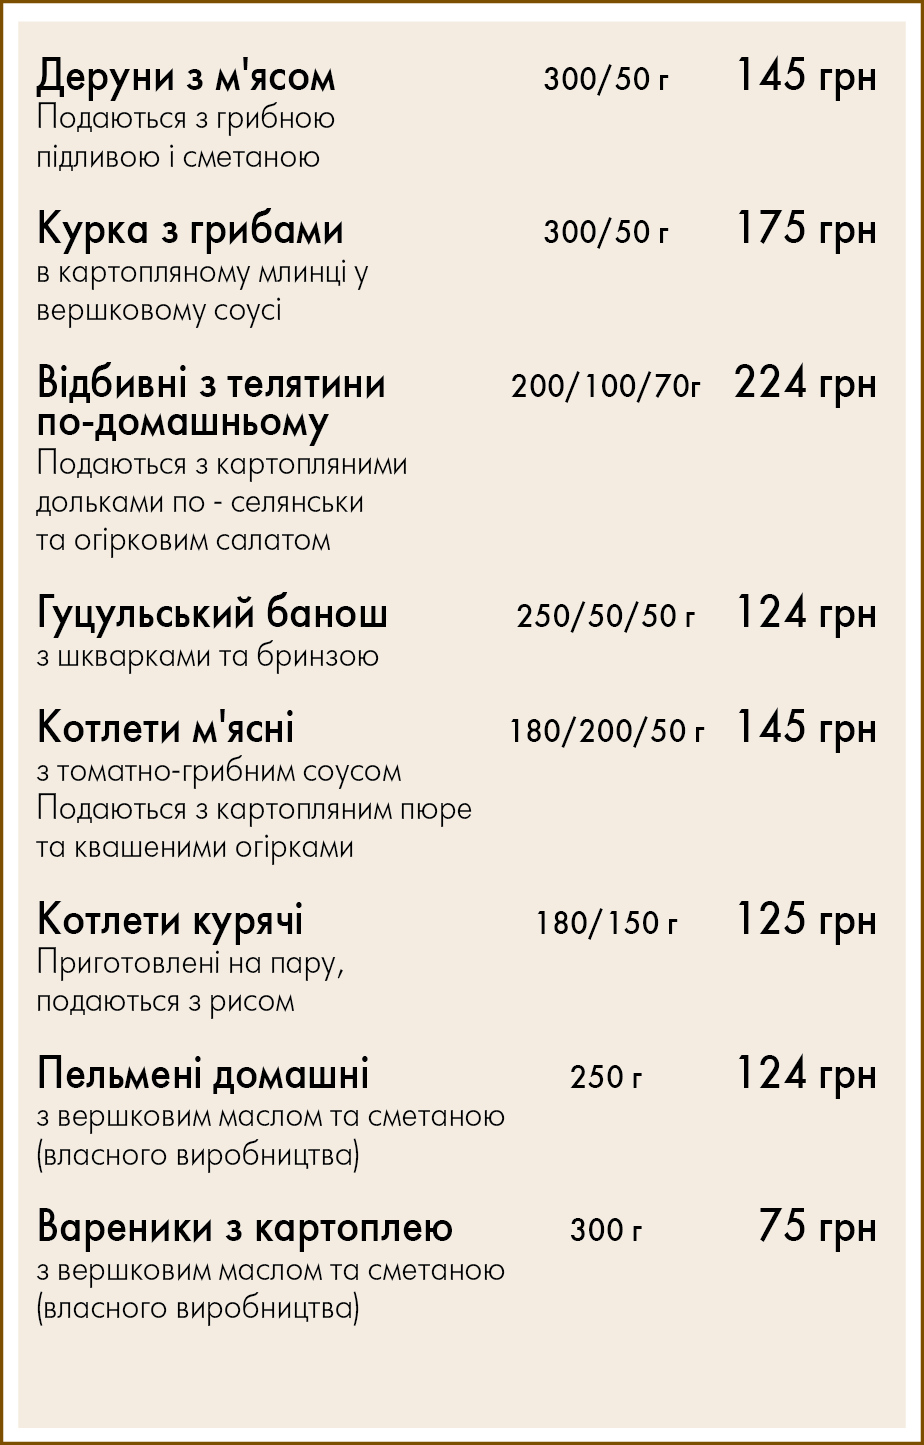 Деруни з м'ясом 300/50 г 145 грн
Подаються з грибною
підливою і сметаною
Курка з грибами 300/50 г 175 грн
в картопляному млинці у
вершковому соусі
Відбивні з телятини 200/100/70г 224 грн
по-домашньому
Подаються з картопляними
дольками по - селянськи
та огірковим салатом
Гуцульський банош 250/50/50 г 124 грн
з шкварками та бринзою
Котлети м'ясні 180/200/50 г 145 грн
з томатно-грибним соусом
Подаються з картопляним пюре
та квашеними огірками
Котлети курячі 180/150 г 125 грн
Приготовлені на пару,
подаються з рисом
Пельмені домашні 250 г 124 грн
з вершковим маслом та сметаною
(власного виробництва)
Вареники з картоплею 300 г 75 грн
з вершковим маслом та сметаною
(власного виробництва)